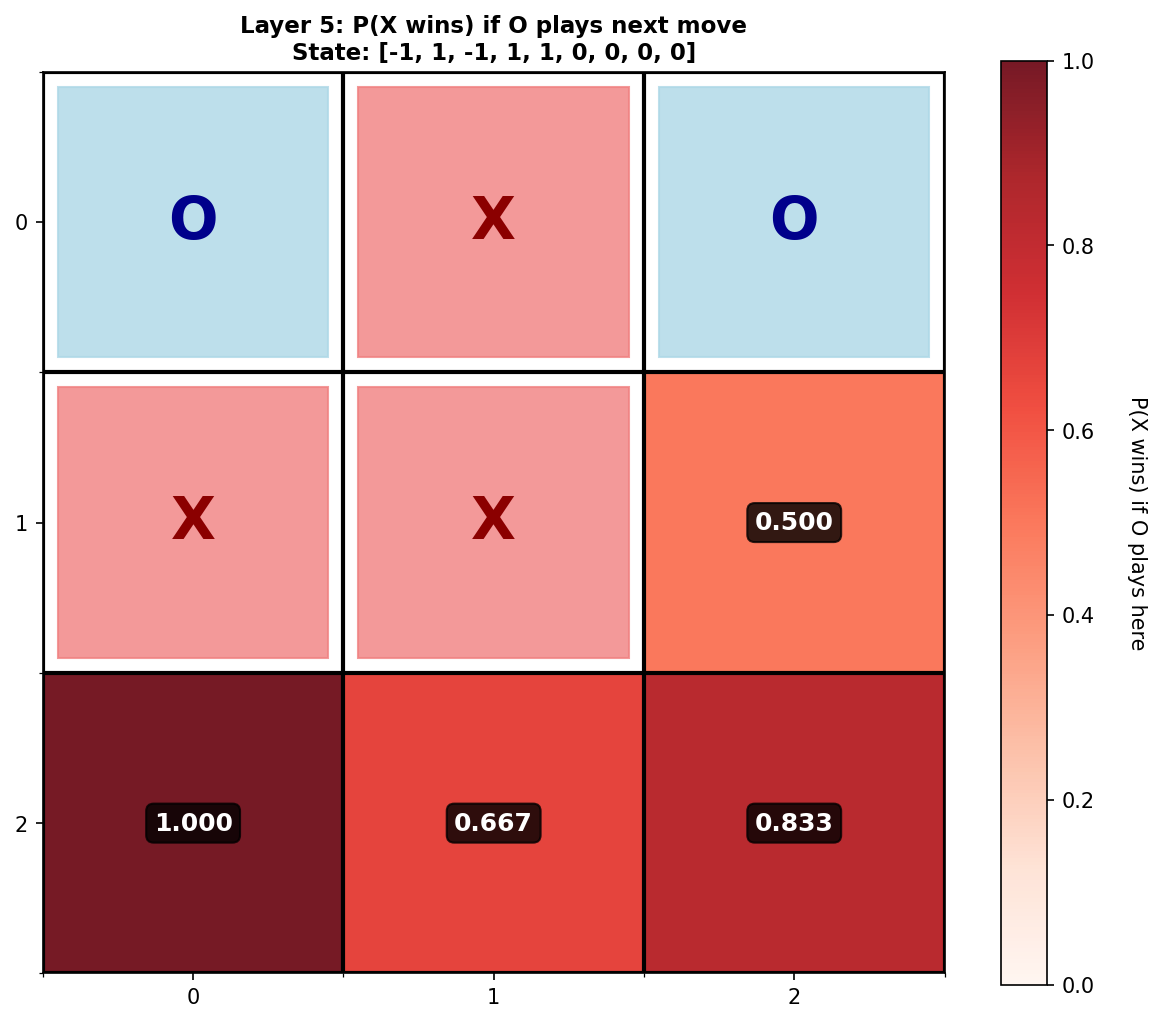 Layer 5: P(X wins) if O plays next move
State: [-1, 1, -1, 1, 1, 0, 0, 0, 0]
0
O
X
O
1
X
X
0.500
2
1.000
0.667
0.833
0
1
2
1.0
0.8
0.6
0.4
0.2
0.0
P(X wins) if O plays here